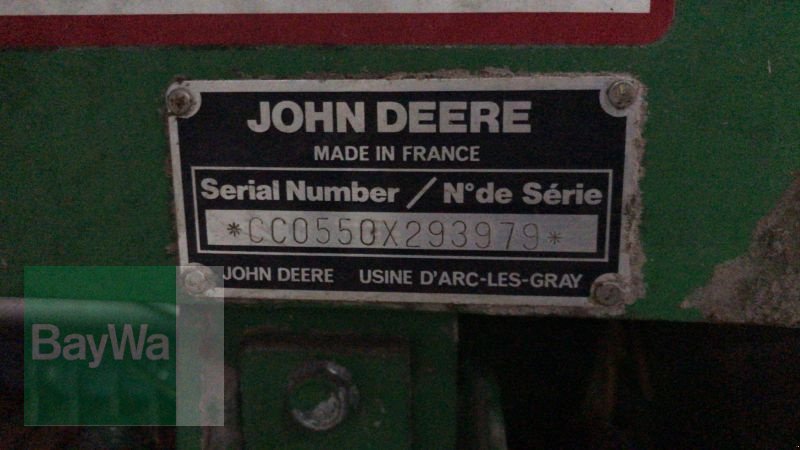 JOHN DEERE
MADE IN FRANCE
Serial Number / N° de Série
*CC0550X293979*
JOHN DEERE USINE D'ARC-LES-GRAY
BayWa